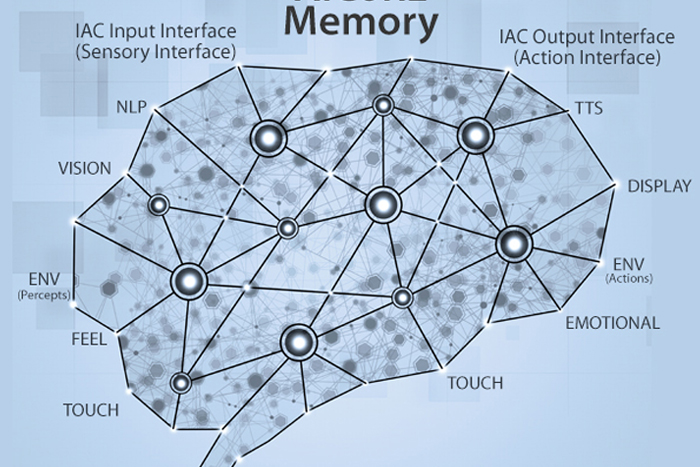 Memory
IAC Input Interface
(Sensory Interface)
IAC Output Interface
(Action Interface)
NLP
TTS
VISION
DISPLAY
ENV
(Percepts)
ENV
(Actions)
FEEL
EMOTIONAL
TOUCH
TOUCH